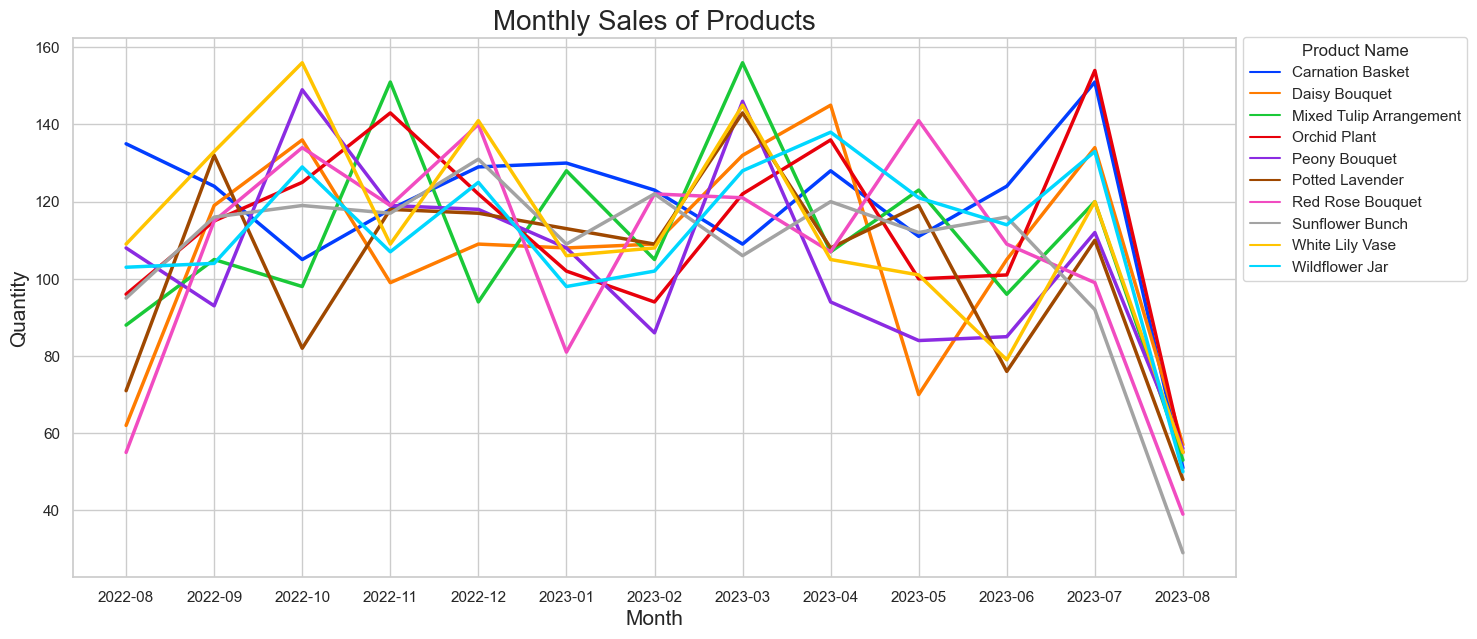 Monthly Sales of Products
160
140
120
100
80
60
40
Quantity
2022-08 2022-09 2022-10 2022-11 2022-12 2023-01 2023-02 2023-03 2023-04 2023-05 2023-06 2023-07 2023-08
Month
Product Name
Carnation Basket
Daisy Bouquet
Mixed Tulip Arrangement
Orchid Plant
Peony Bouquet
Potted Lavender
Red Rose Bouquet
Sunflower Bunch
White Lily Vase
Wildflower Jar